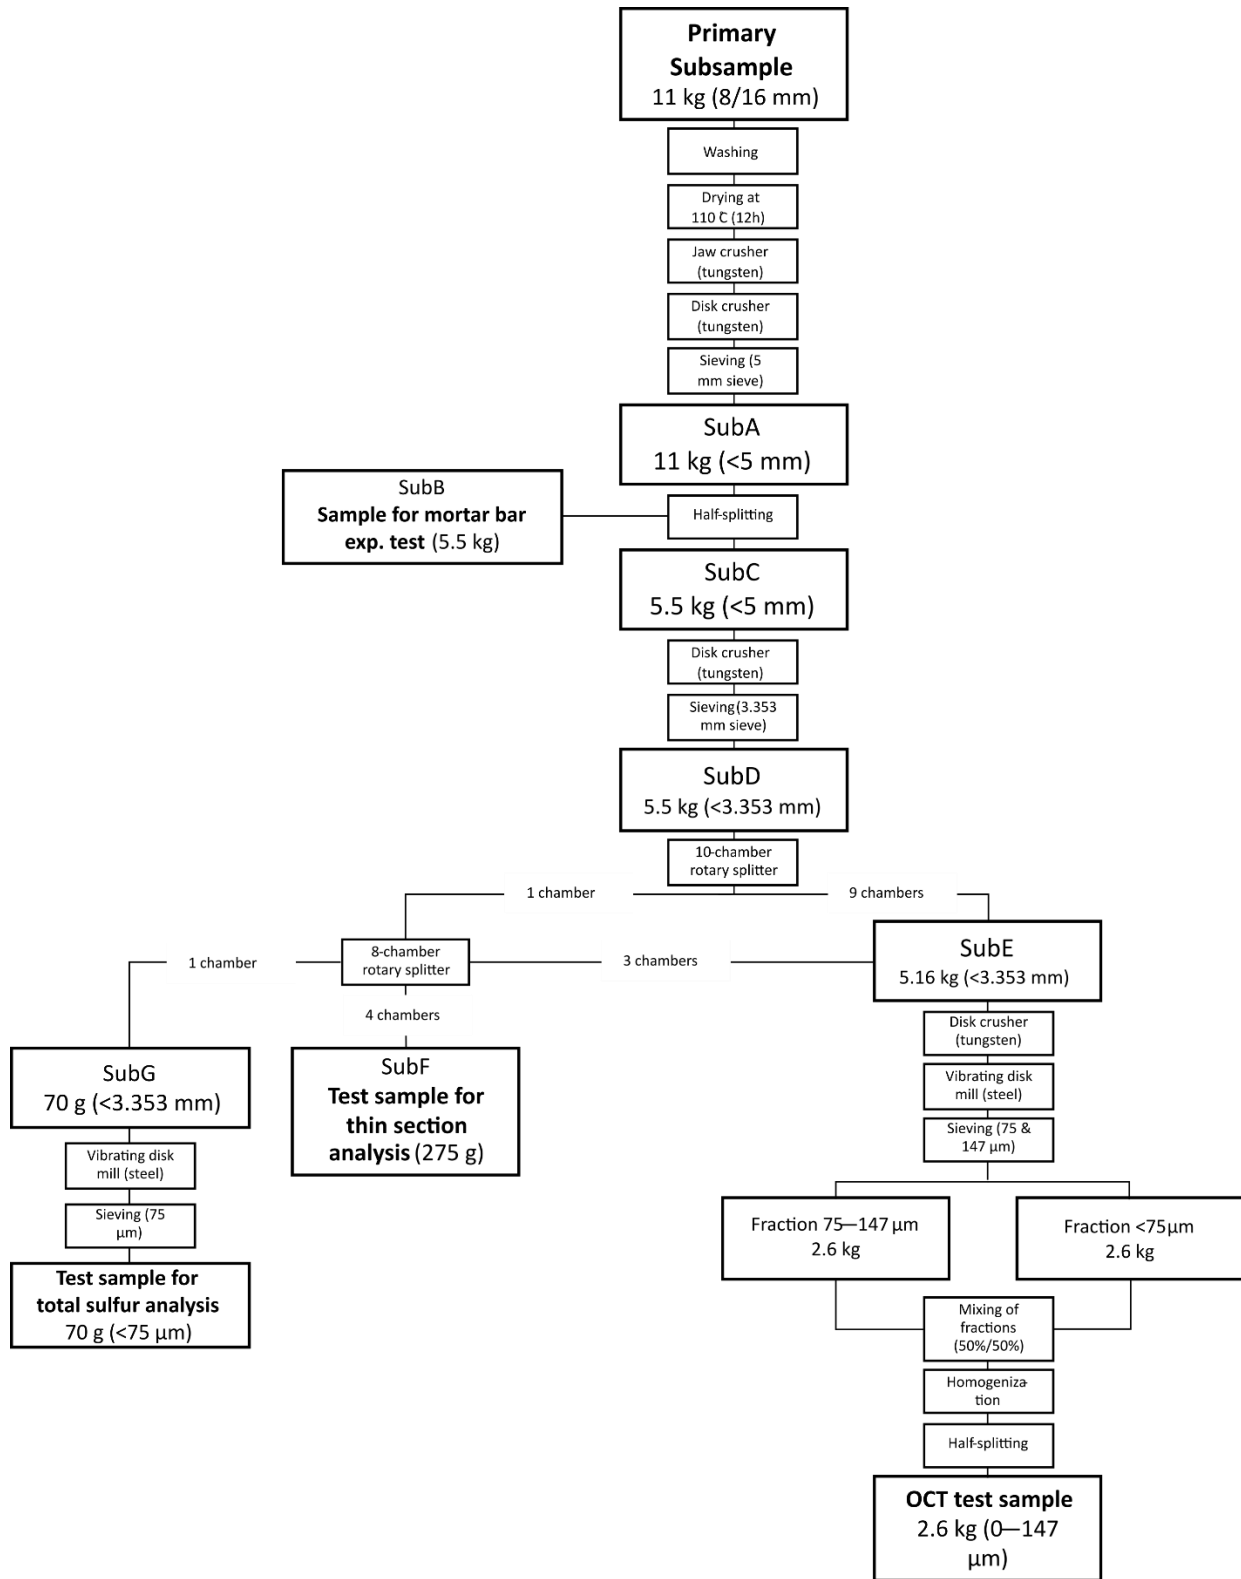 Primary
Subsample
11 kg (8/16 mm)
Washing
Drying at
110 ̊C (12h)
Jaw crusher
(tungsten)
Disk crusher
(tungsten)
Sieving (5
mm sieve)
SubA
11 kg (<5 mm)
SubB
Sample for mortar bar
exp. test (5.5 kg)
Half-splitting
SubC
5.5 kg (<5 mm)
Disk crusher
(tungsten)
Sieving (3.353
mm sieve)
SubD
5.5 kg (<3.353 mm)
10-chamber
rotary splitter
1 chamber
9 chambers
8-chamber
rotary splitter
1 chamber
3 chambers
SubE
5.16 kg (<3.353 mm)
4 chambers
Disk crusher
(tungsten)
SubG
70 g (<3.353 mm)
SubF
Test sample for
thin section
analysis (275 g)
Vibrating disk
mill (steel)
Sieving (75 &
147 µm)
Vibrating disk
mill (steel)
Sieving (75
µm)
Test sample for
total sulfur analysis
70 g (<75 µm)
Fraction 75—147 µm
2.6 kg
Fraction <75 µm
2.6 kg
Mixing of
fractions
(50%/50%)
Homogeniza-
tion
Half-splitting
OCT test sample
2.6 kg (0—147
µm)